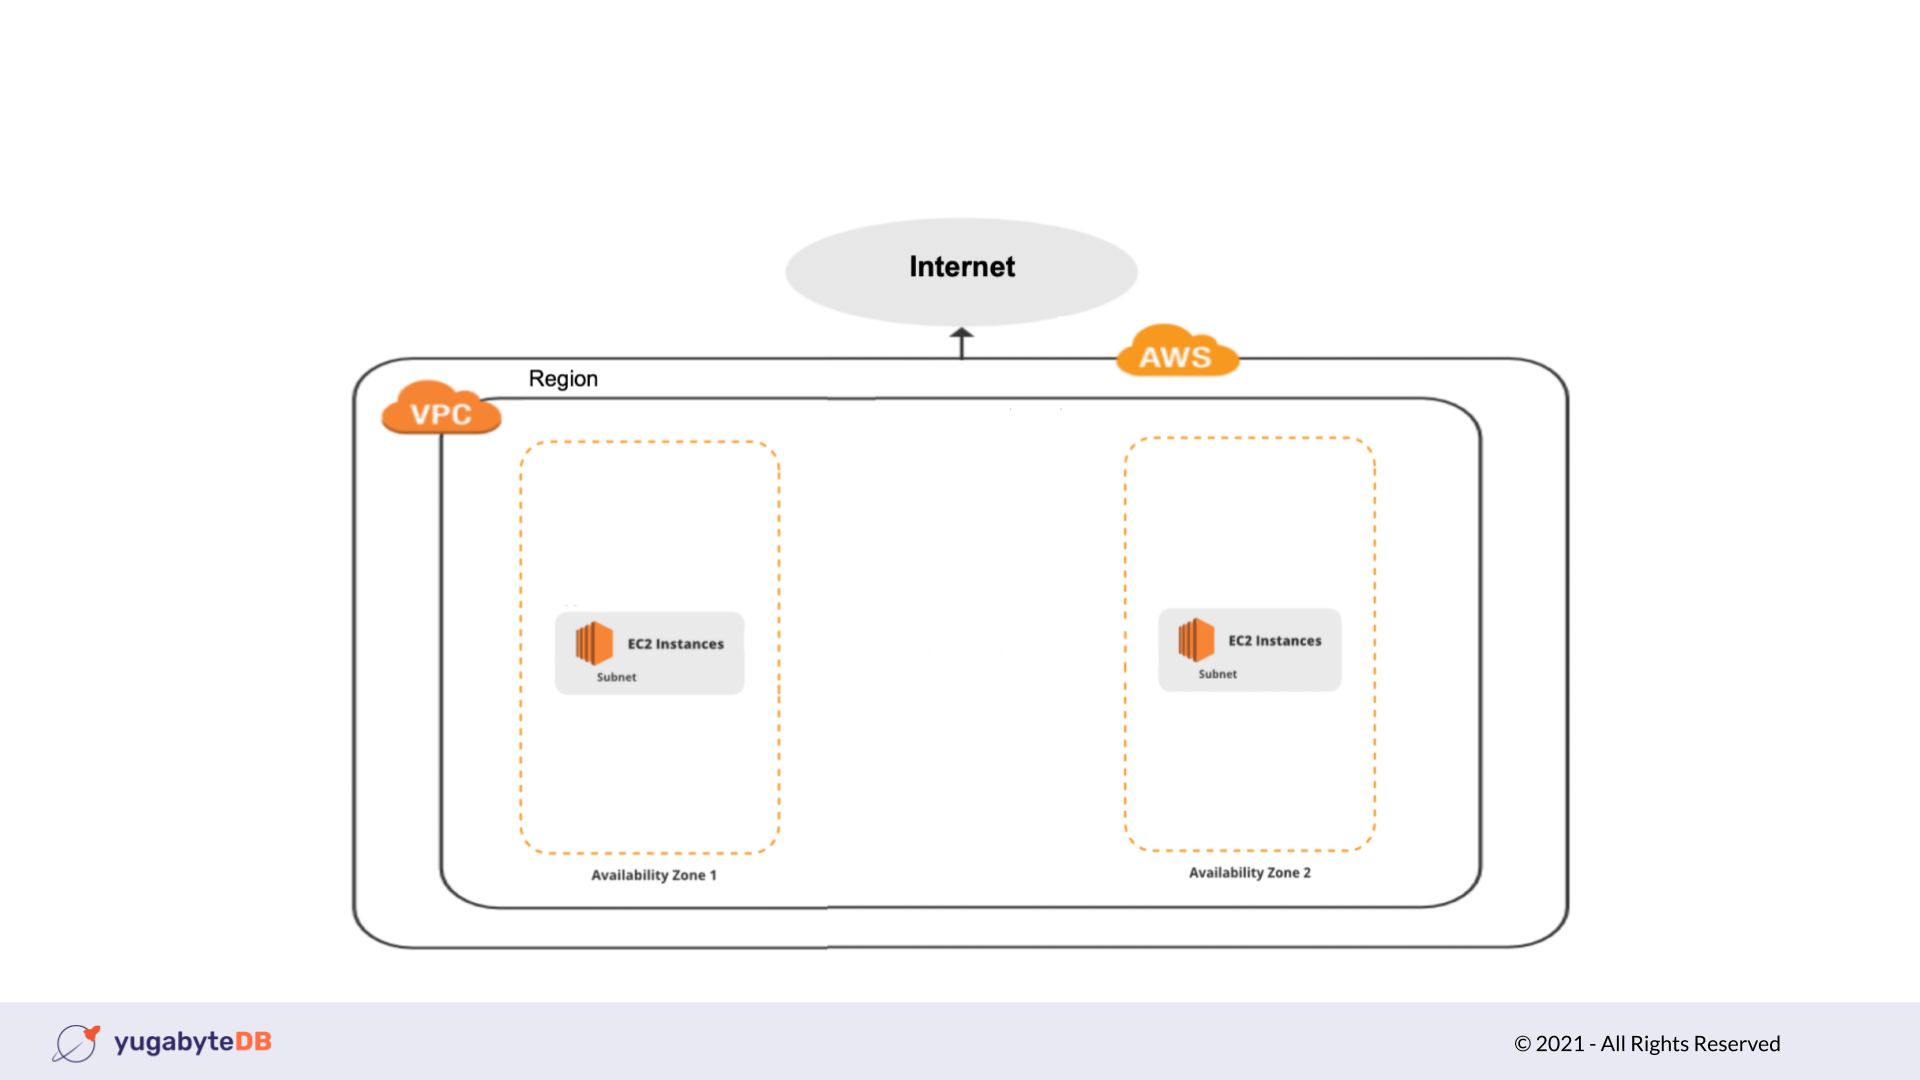 Internet
AWS
Region
VPC
EC2 Instances
Subnet
EC2 Instances
Subnet
Availability Zone 1
Availability Zone 2
yugabyteDB
© 2021 - All Rights Reserved